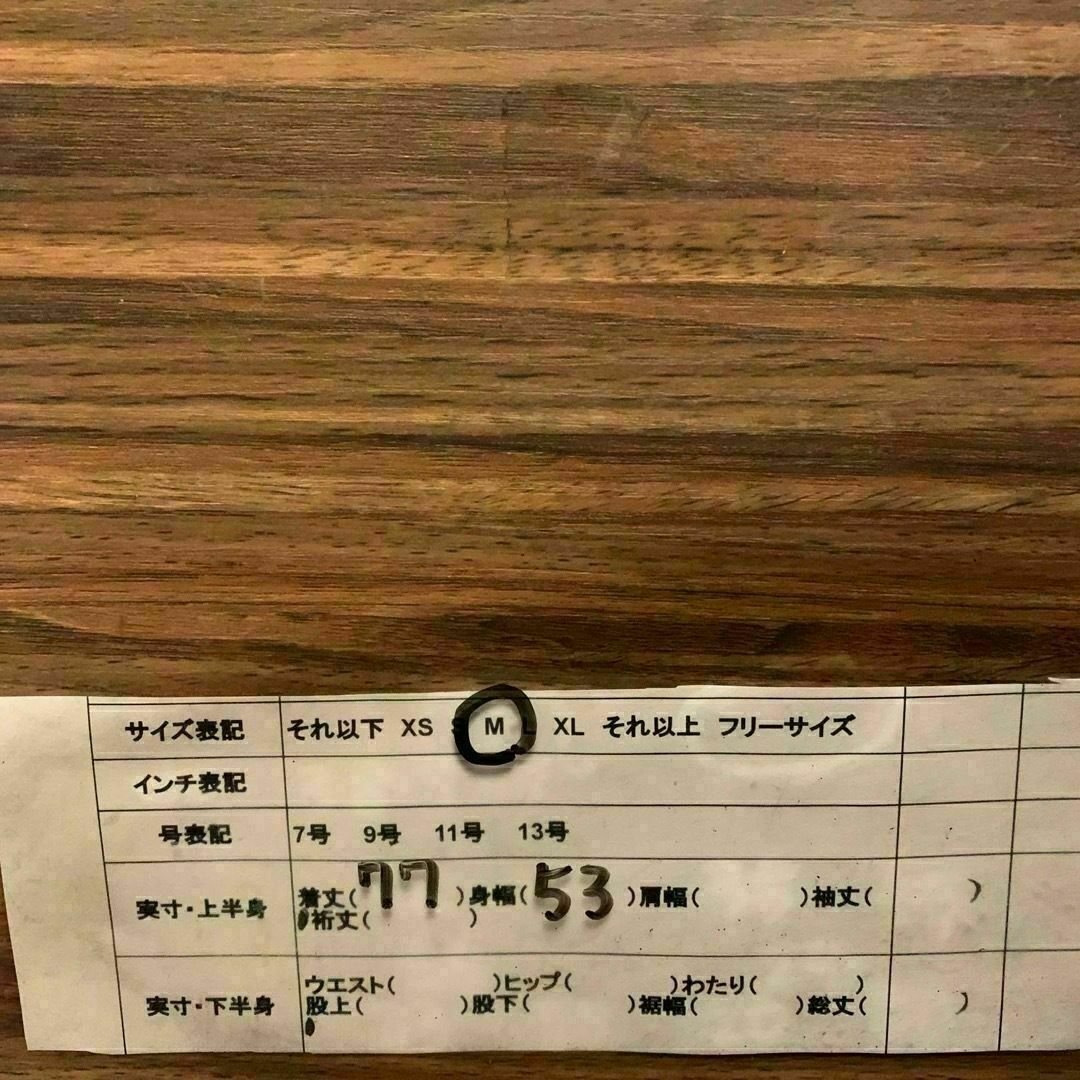 サイズ表記 それ以下 XS S M L XL それ以上 フリーサイズ
インチ表記
号表記 7号 9号 11号 13号
実寸・上半身 着丈(77)身幅(53)肩幅( )袖丈( )
裄丈( )
実寸・下半身 ウエスト( )ヒップ( )わたり( )
股上( )股下( )裾幅( )総丈( )